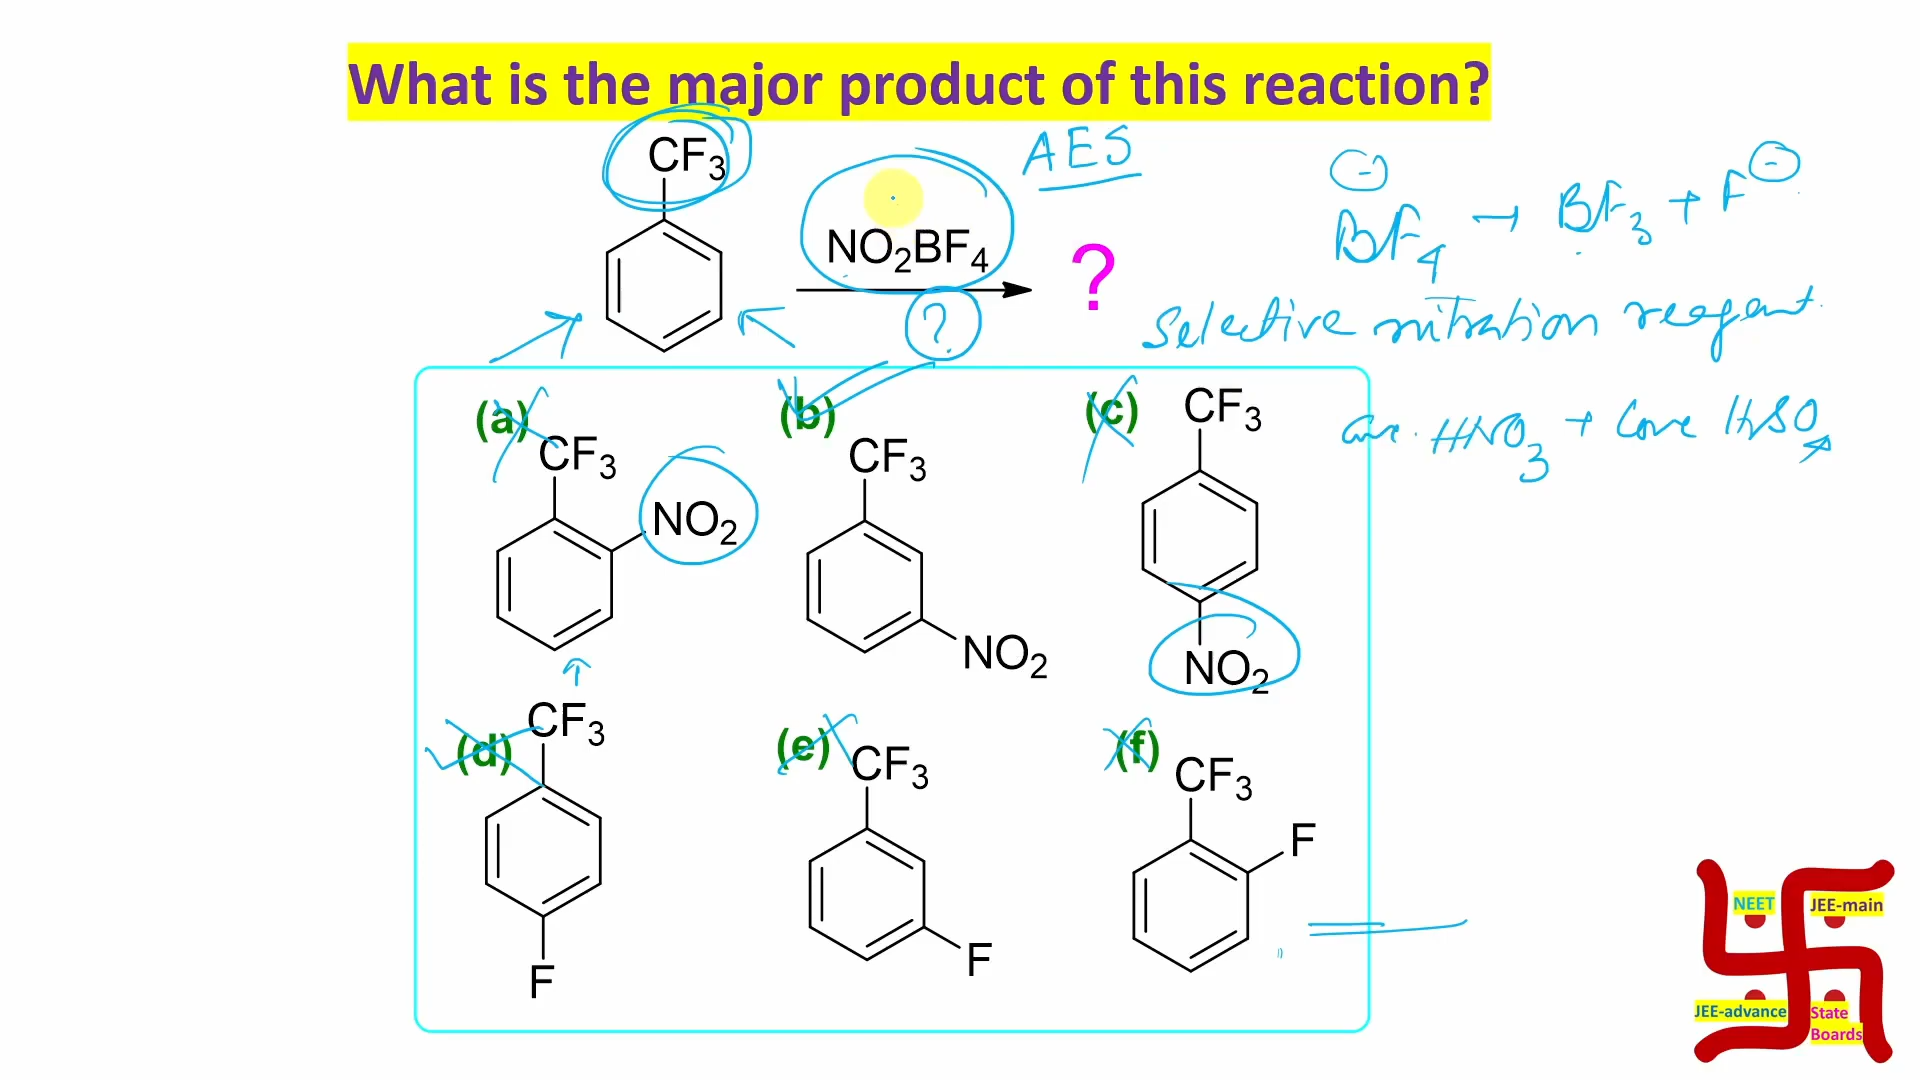 What is the major product of this reaction?
CF3
NO2BF4
AES
?
?
⊖
BF4 → BF3 + F⊖
Selective nitration reagent.
HNO3 + Conc H2SO4
(a)
CF3
NO2
(b)
CF3
NO2
(c)
CF3
NO2
(d)
CF3
F
(e)
CF3
F
(f)
CF3
F
NEET
JEE-main
JEE-advance
State
Boards